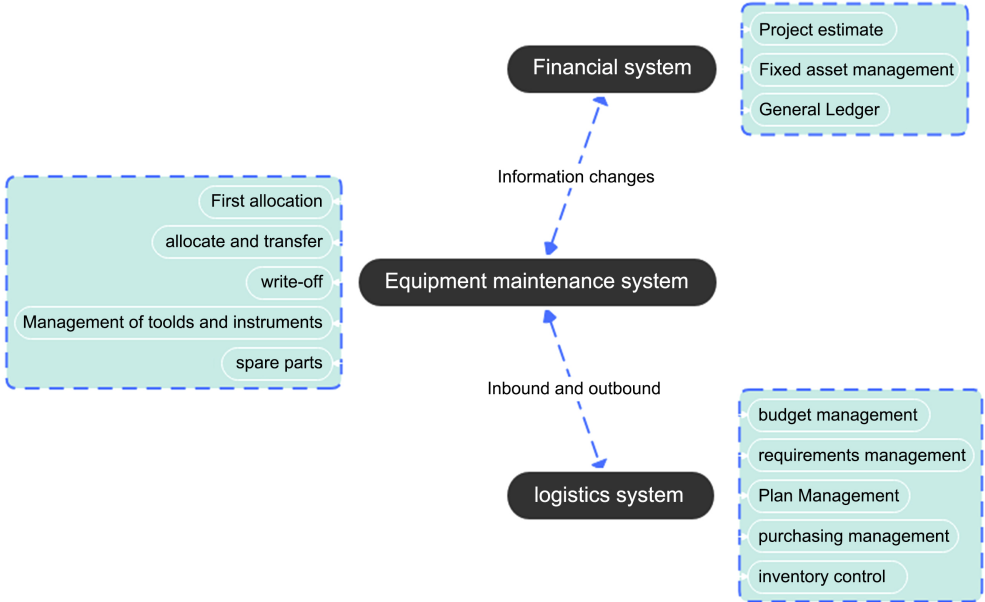 Project estimate
Financial system
Fixed asset management
General Ledger
Information changes
First allocation
allocate and transfer
write-off
Equipment maintenance system
Management of toolds and instruments
spare parts
Inbound and outbound
budget management
requirements management
logistics system
Plan Management
purchasing management
inventory control